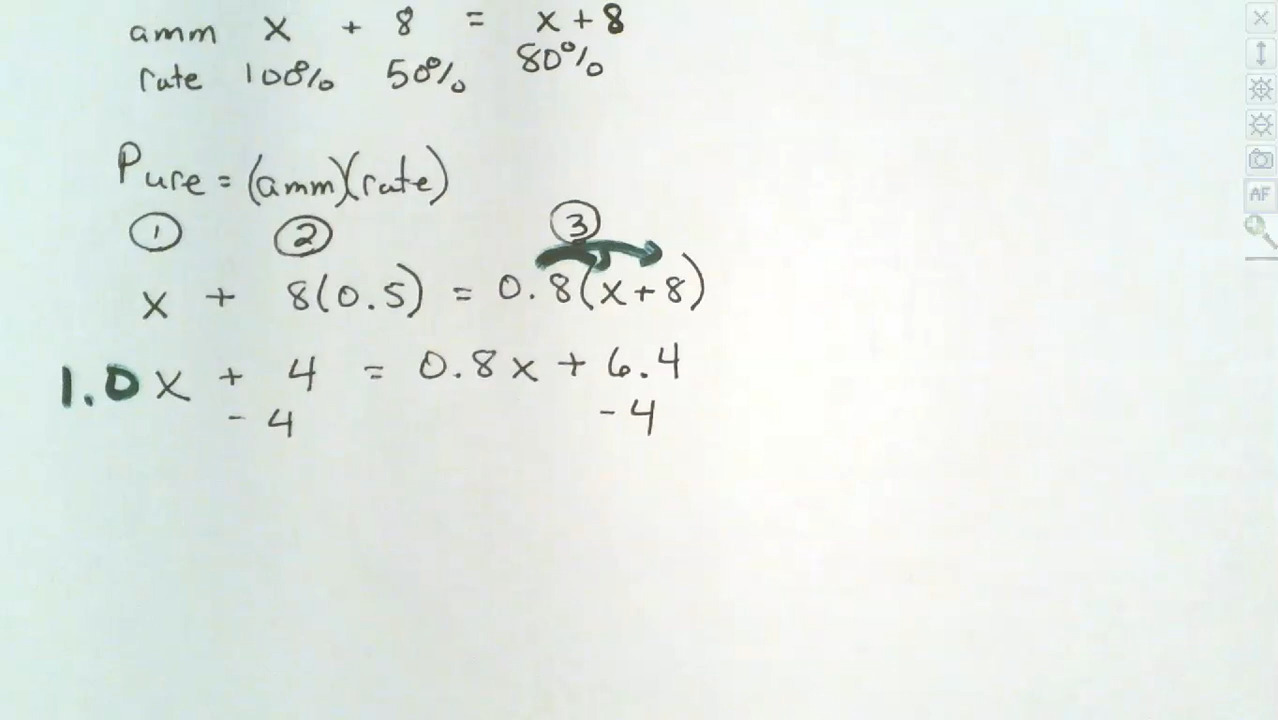 amm x + 8 = x + 8
rate 100% 50% 80%
Pure = (amm)(rate)
① ② ③
x + 8(0.5) = 0.8(x+8)
1.0x + 4 = 0.8x + 6.4
- 4 - 4
AF